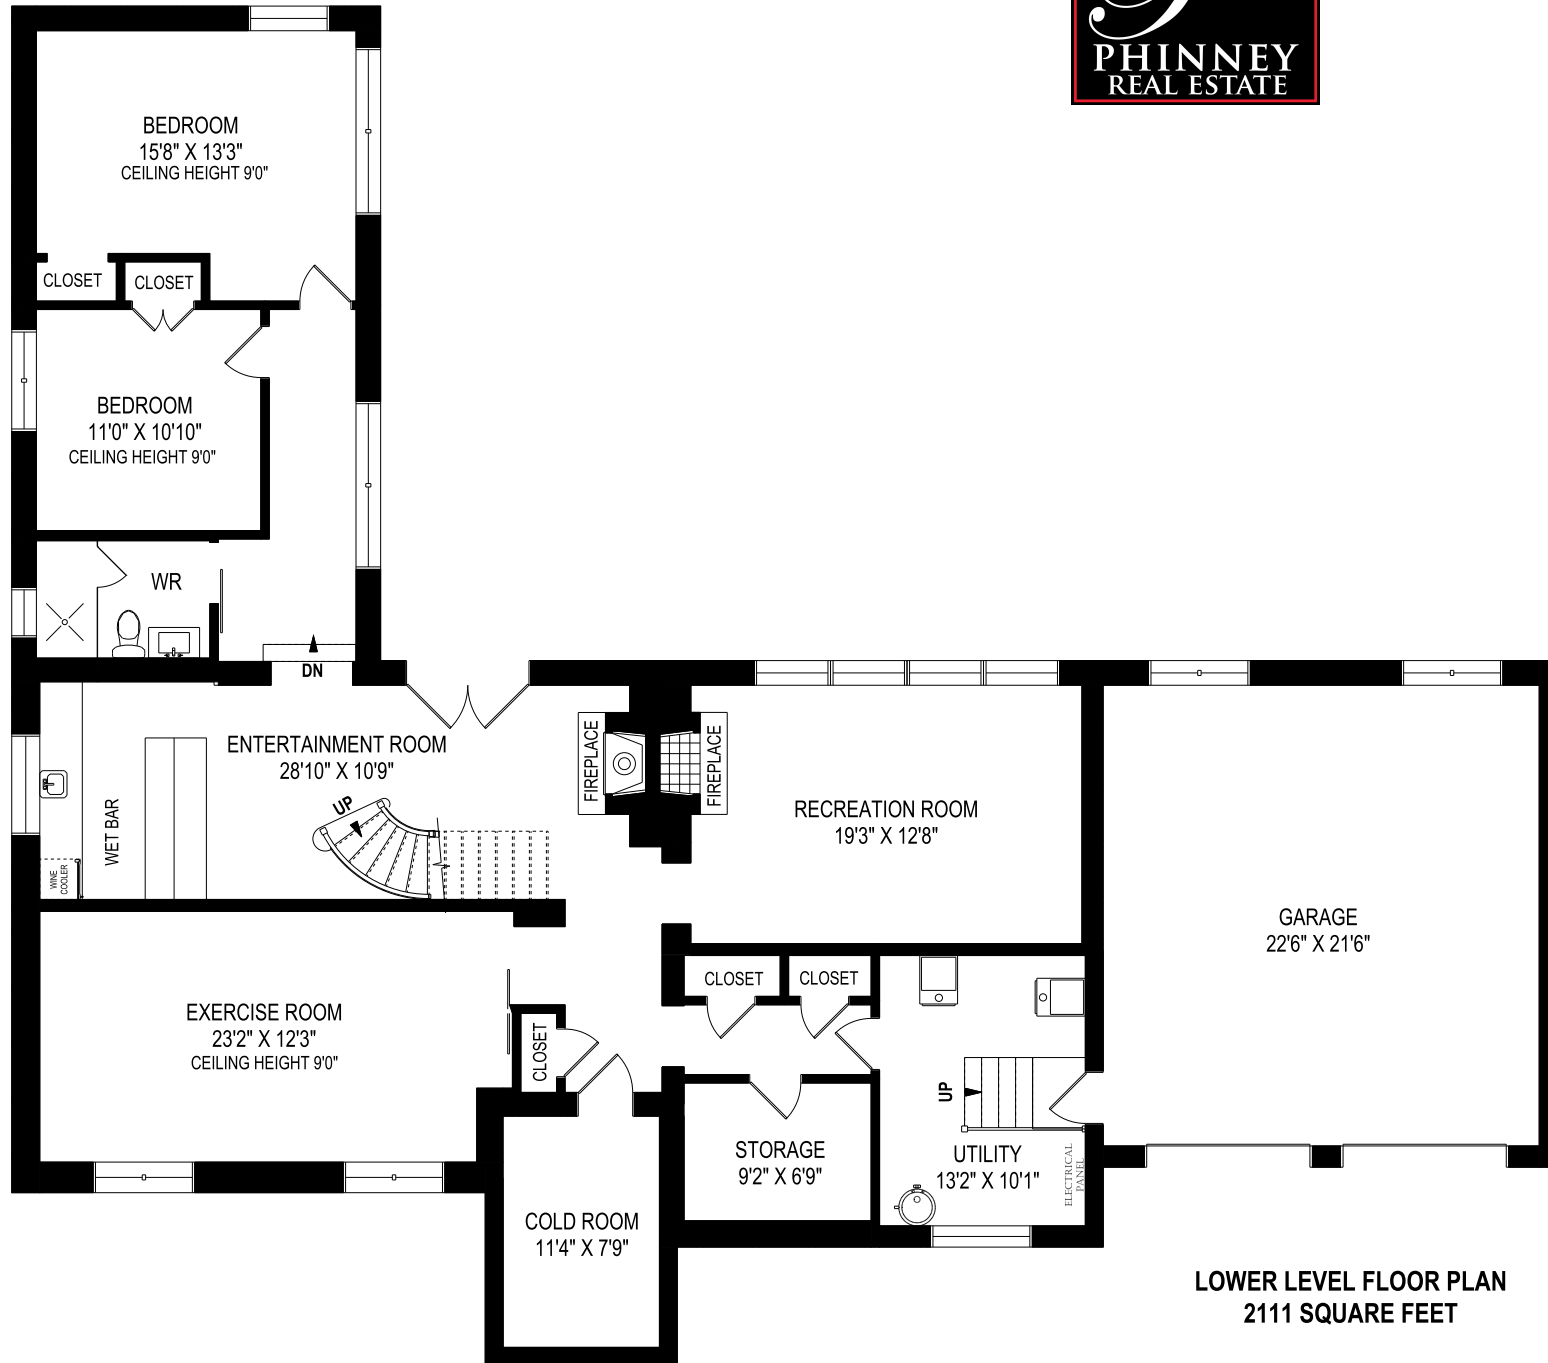 PHINNEY
REAL ESTATE
BEDROOM
15'8" X 13'3"
CEILING HEIGHT 9'0"
CLOSET
CLOSET
BEDROOM
11'0" X 10'10"
CEILING HEIGHT 9'0"
WR
DN
ENTERTAINMENT ROOM
28'10" X 10'9"
FIREPLACE
FIREPLACE
UP
WET BAR
WINE
COOLER
RECREATION ROOM
19'3" X 12'8"
GARAGE
22'6" X 21'6"
EXERCISE ROOM
23'2" X 12'3"
CEILING HEIGHT 9'0"
CLOSET
CLOSET
CLOSET
UP
STORAGE
9'2" X 6'9"
UTILITY
13'2" X 10'1"
ELECTRICAL
PANEL
COLD ROOM
11'4" X 7'9"
LOWER LEVEL FLOOR PLAN
2111 SQUARE FEET